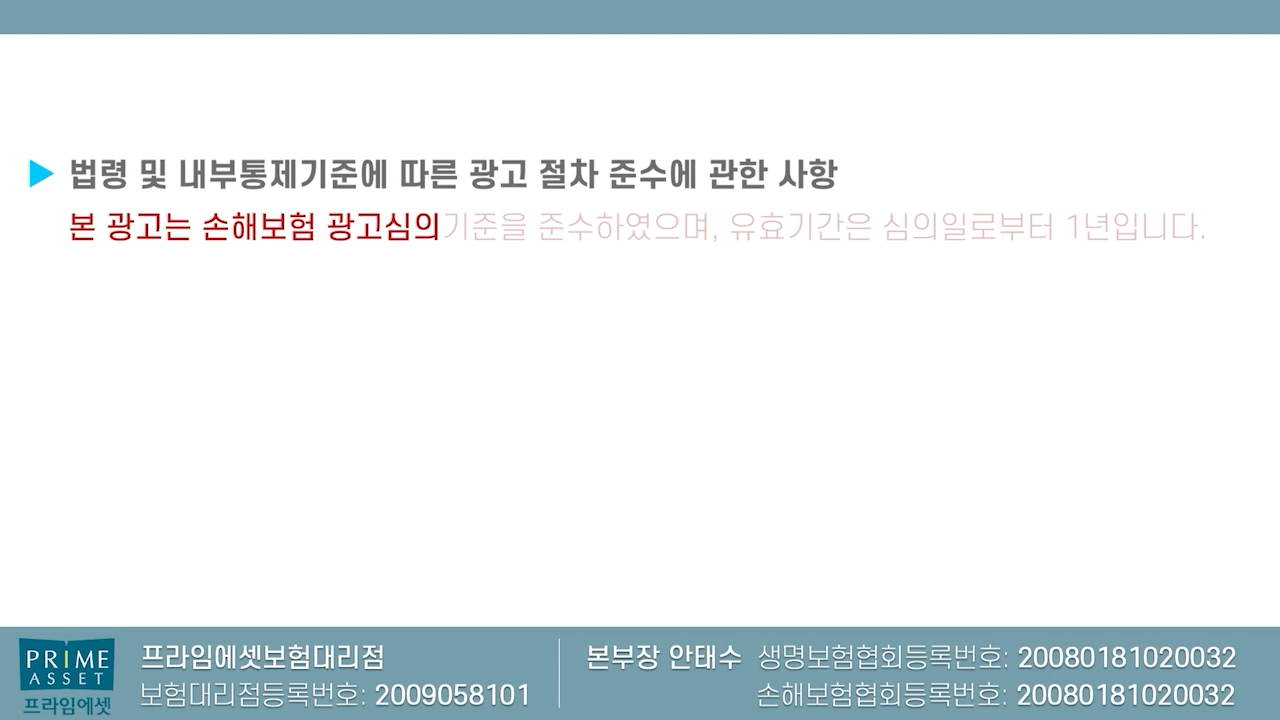 ▶ 법령 및 내부통제기준에 따른 광고 절차 준수에 관한 사항
본 광고는 손해보험 광고심의기준을 준수하였으며, 유효기간은 심의일로부터 1년입니다.
PRIME
ASSET
프라임에셋
프라임에셋보험대리점
보험대리점등록번호: 2009058101
본부장 안태수 생명보험협회등록번호: 20080181020032
손해보험협회등록번호: 20080181020032